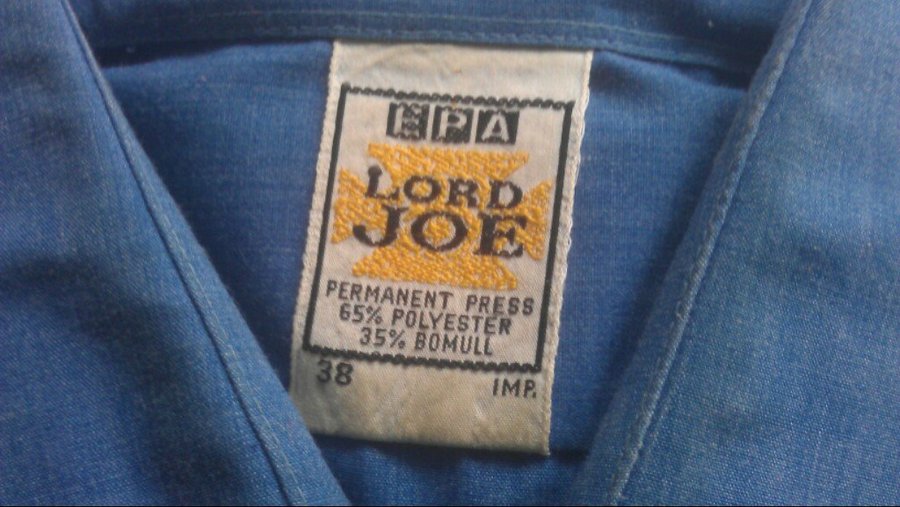 EPA
LORD
JOE
PERMANENT PRESS
65% POLYESTER
35% BOMULL
38 IMP.